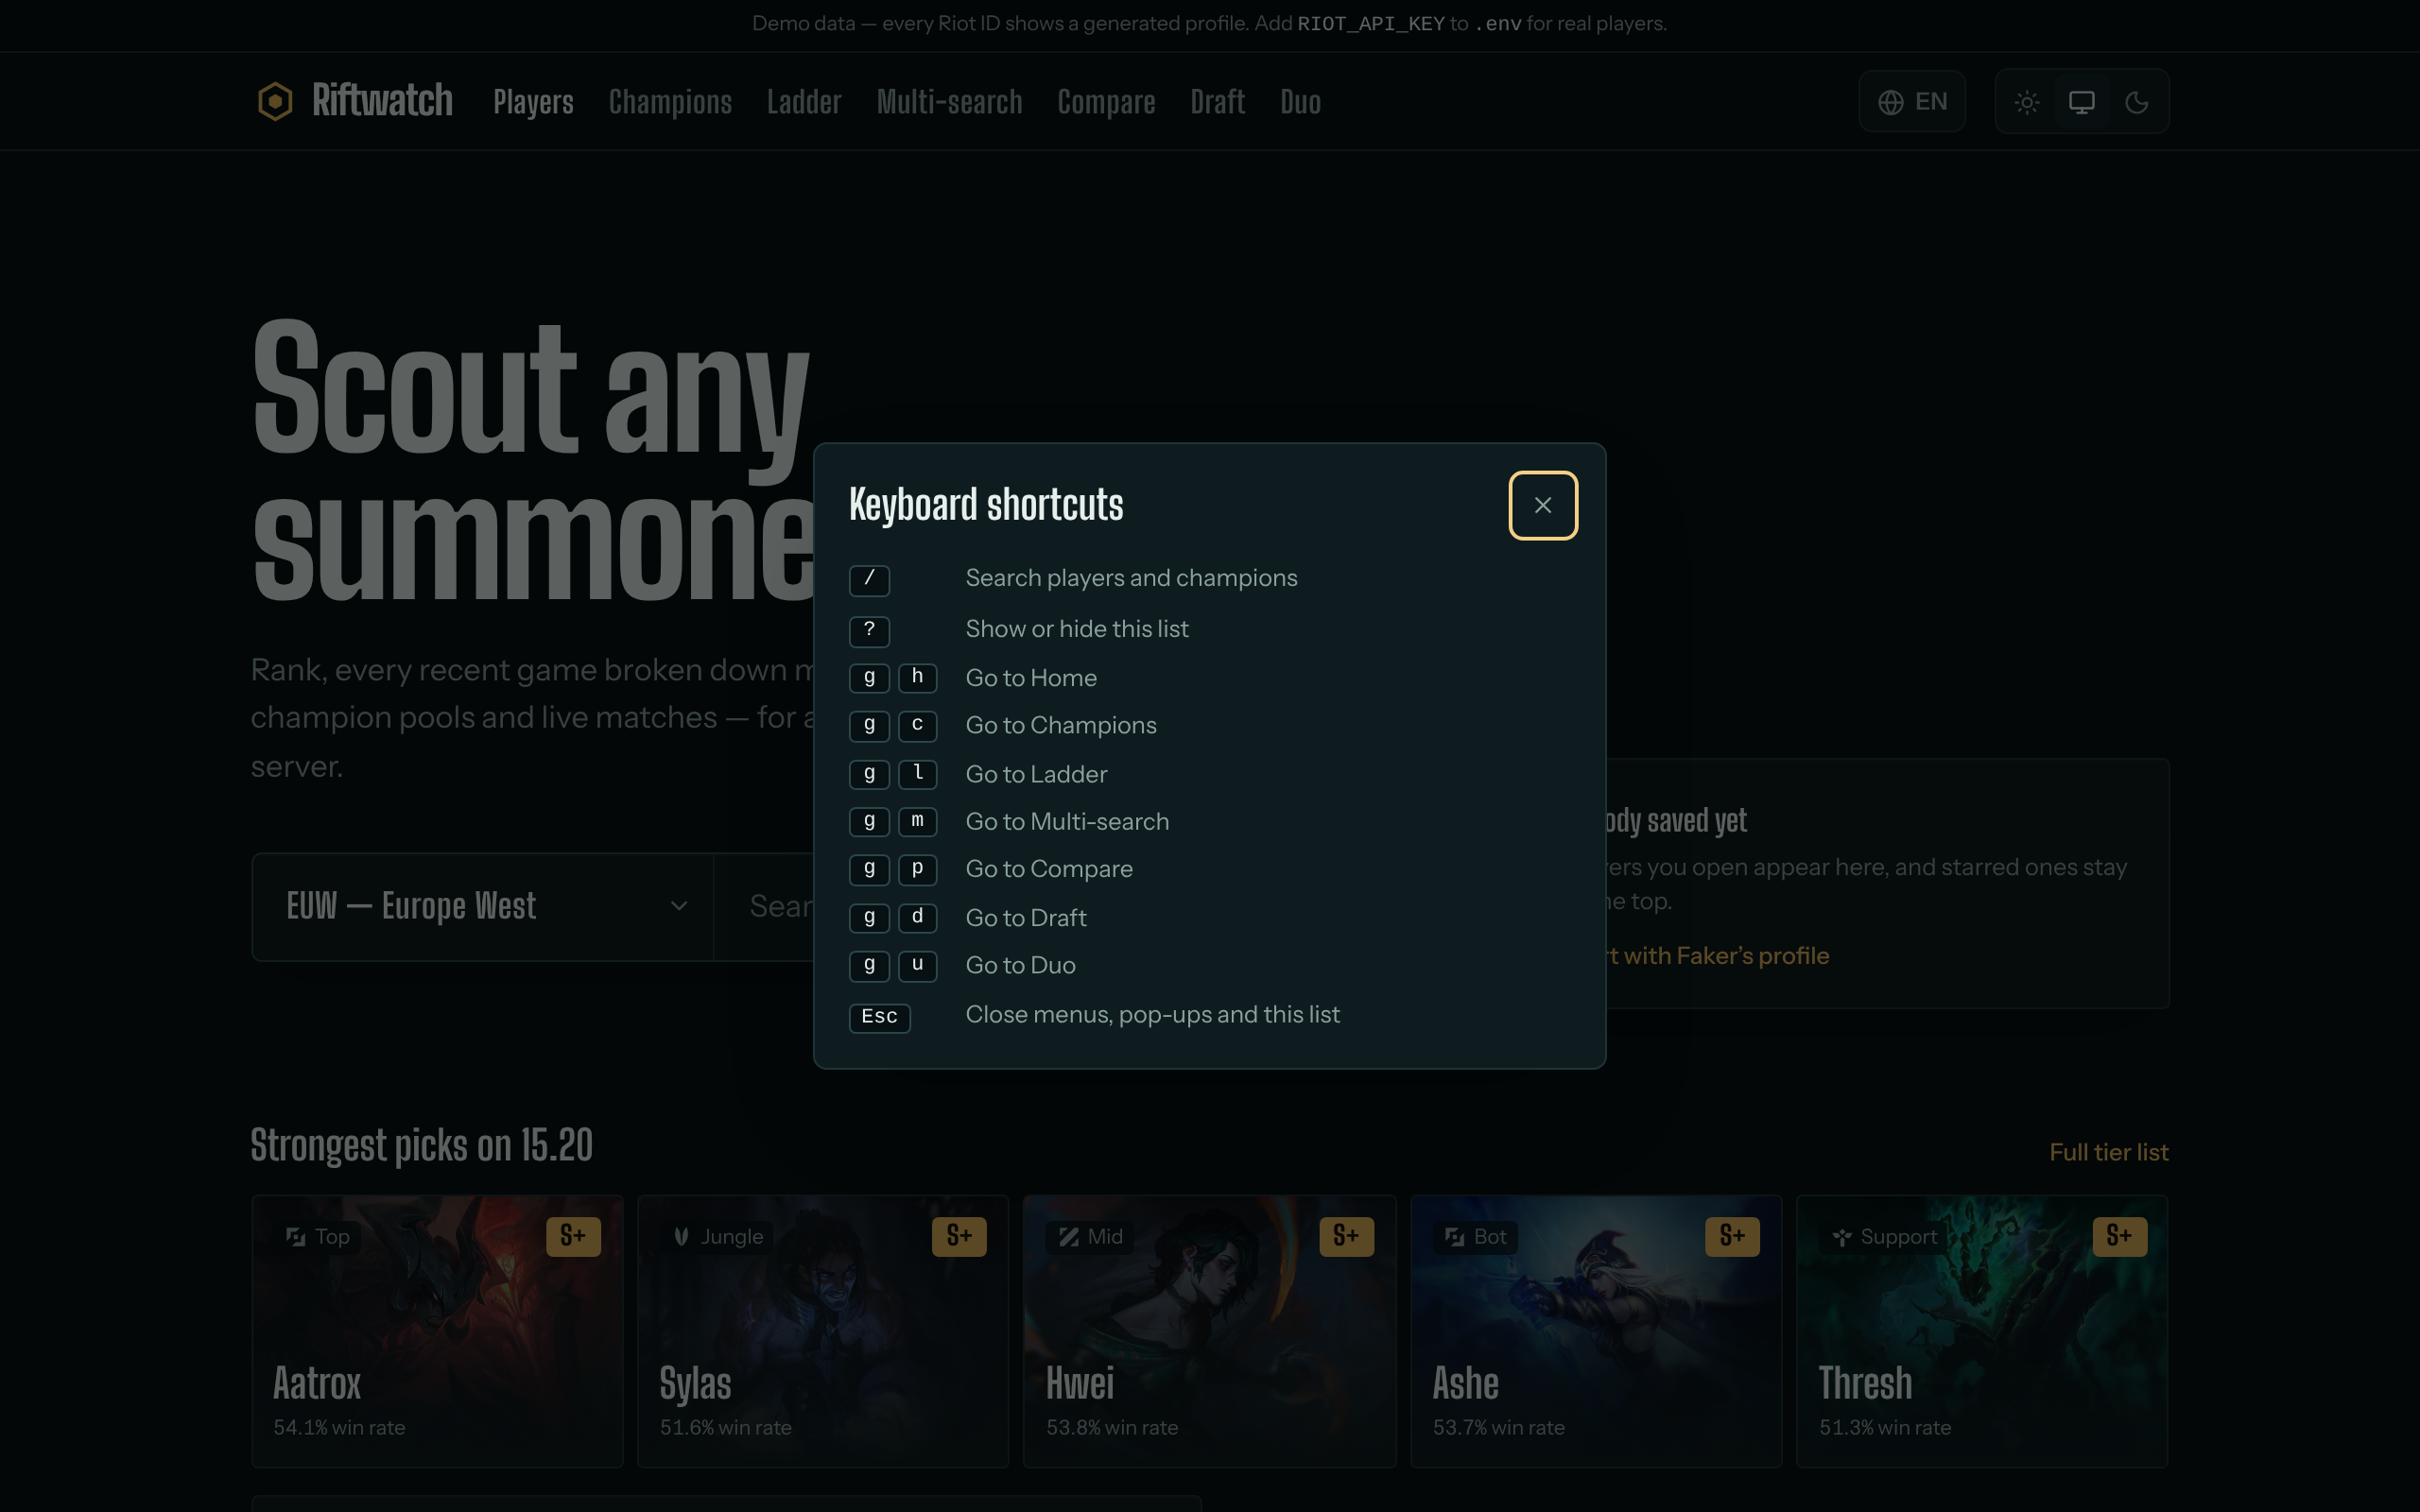 Demo data — every Riot ID shows a generated profile. Add RIOT_API_KEY to .env for real players.
Riftwatch Players Champions Ladder Multi-search Compare Draft Duo EN
Scout any
summone
Rank, every recent game broken down
champion pools and live matches — for
server.
EUW — Europe West
Keyboard shortcuts
/ Search players and champions
? Show or hide this list
g h Go to Home
g c Go to Champions
g l Go to Ladder
g m Go to Multi-search
g p Go to Compare
g d Go to Draft
g u Go to Duo
Esc Close menus, pop-ups and this list
ody saved yet
ers you open appear here, and starred ones stay
e top.
t with Faker’s profile
Strongest picks on 15.20
Full tier list
Top S+
Aatrox
54.1% win rate
Jungle S+
Sylas
51.6% win rate
Mid S+
Hwei
53.8% win rate
Bot S+
Ashe
53.7% win rate
Support S+
Thresh
51.3% win rate